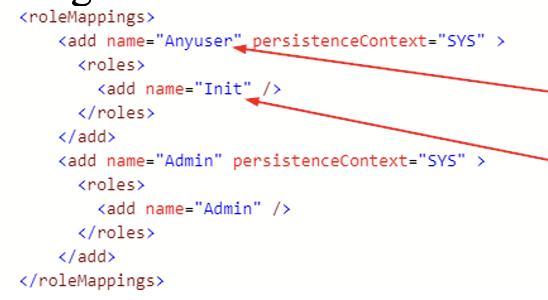 <roleMappings>
<add name="Anyuser" persistenceContext="SYS" >
<roles>
<add name="Init" />
</roles>
</add>
<add name="Admin" persistenceContext="SYS" >
<roles>
<add name="Admin" />
</roles>
</add>
</roleMappings>